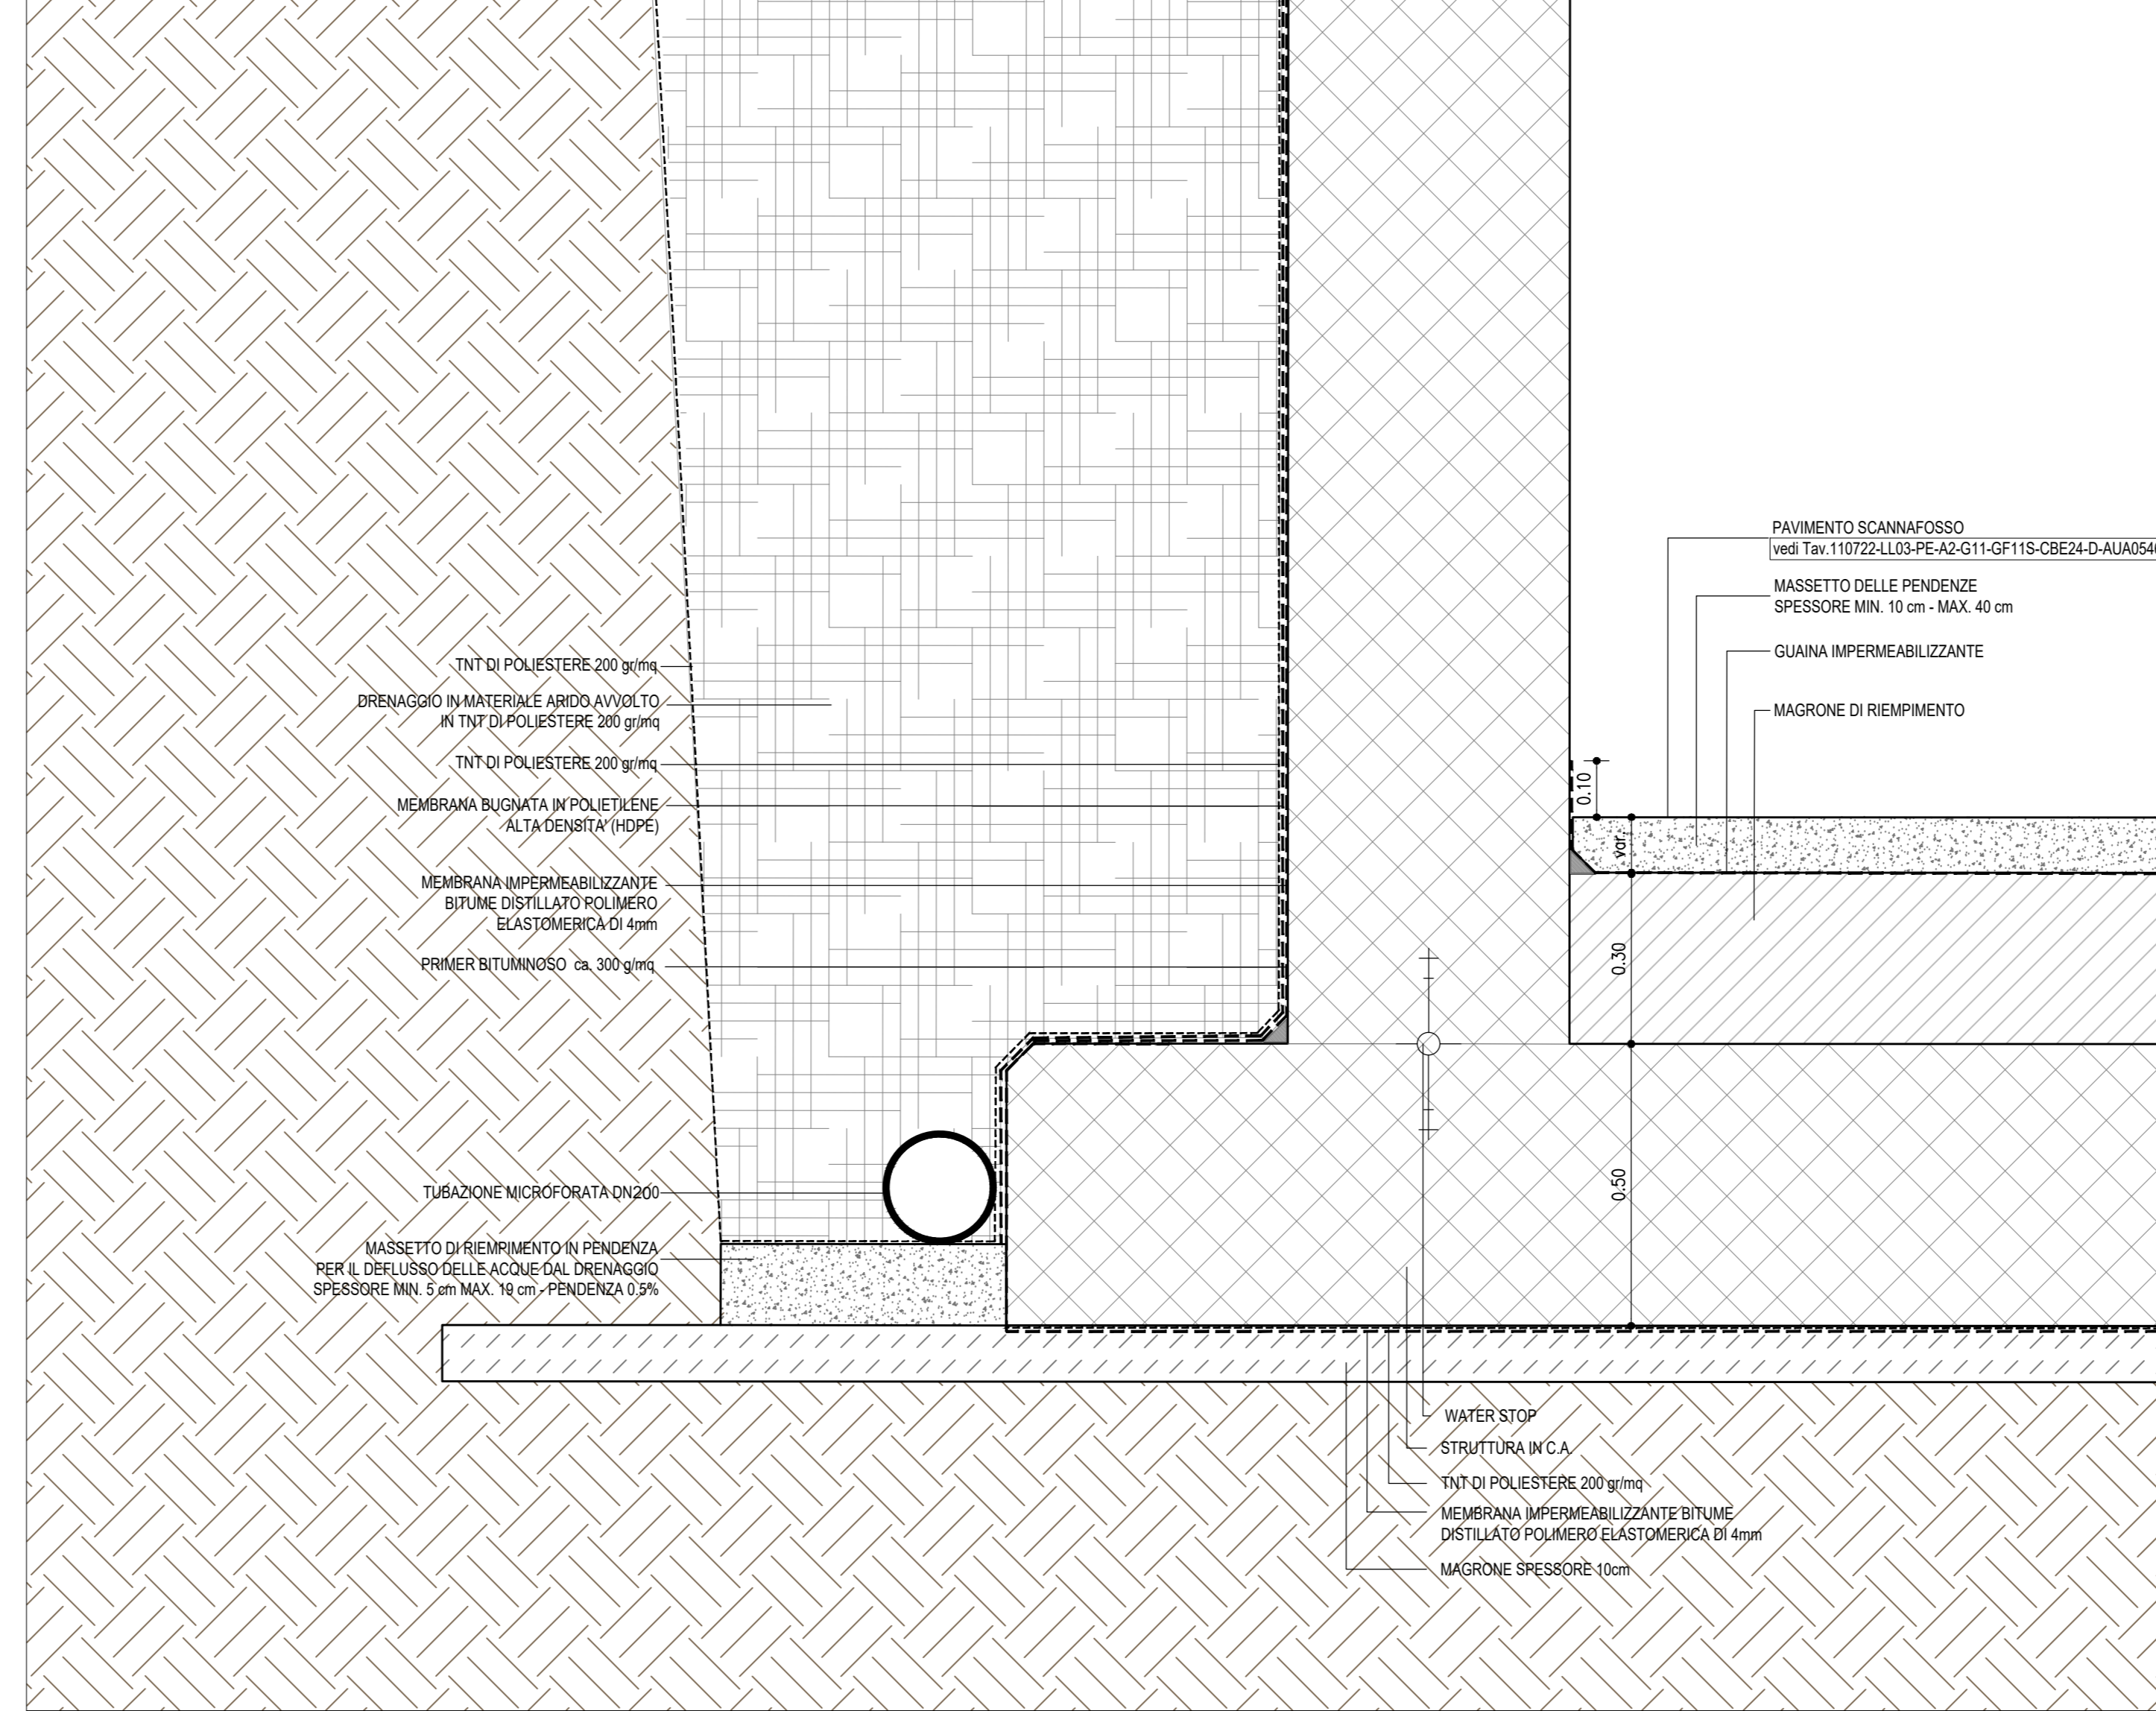 PAVIMENTO SCANNAFOSSO
vedi Tav.110722-LL03-PE-A2-G11-GF11S-CBE24-D-AUA054
MASSETTO DELLE PENDENZE
SPESSORE MIN. 10 cm - MAX. 40 cm
GUAINA IMPERMEABILIZZANTE
MAGRONE DI RIEMPIMENTO
TNT DI POLIESTERE 200 gr/mq
DRENAGGIO IN MATERIALE ARIDO AVVOLTO
IN TNT DI POLIESTERE 200 gr/mq
TNT DI POLIESTERE 200 gr/mq
MEMBRANA BUGNATA IN POLIETILENE
ALTA DENSITA' (HDPE)
MEMBRANA IMPERMEABILIZZANTE
BITUME DISTILLATO POLIMERO
ELASTOMERICA DI 4mm
PRIMER BITUMINOSO ca. 300 g/mq
TUBAZIONE MICROFORATA DN200
MASSETTO DI RIEMPIMENTO IN PENDENZA
PER IL DEFLUSSO DELLE ACQUE DAL DRENAGGIO
SPESSORE MIN. 5 cm MAX. 19 cm - PENDENZA 0.5%
0.10
var.
0.30
0.50
WATER STOP
STRUTTURA IN C.A.
TNT DI POLIESTERE 200 gr/mq
MEMBRANA IMPERMEABILIZZANTE BITUME
DISTILLATO POLIMERO ELASTOMERICA DI 4mm
MAGRONE SPESSORE 10cm